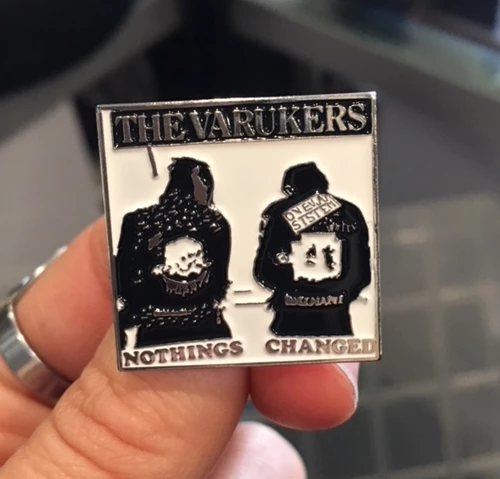 THE VARUKERS
NOTHINGS CHANGED